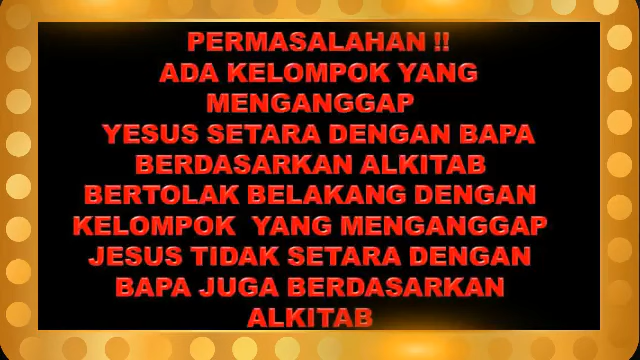 PERMASALAHAN !!
ADA KELOMPOK YANG
MENGANGGAP
YESUS SETARA DENGAN BAPA
BERDASARKAN ALKITAB
BERTOLAK BELAKANG DENGAN
KELOMPOK YANG MENGANGGAP
JESUS TIDAK SETARA DENGAN
BAPA JUGA BERDASARKAN
ALKITAB